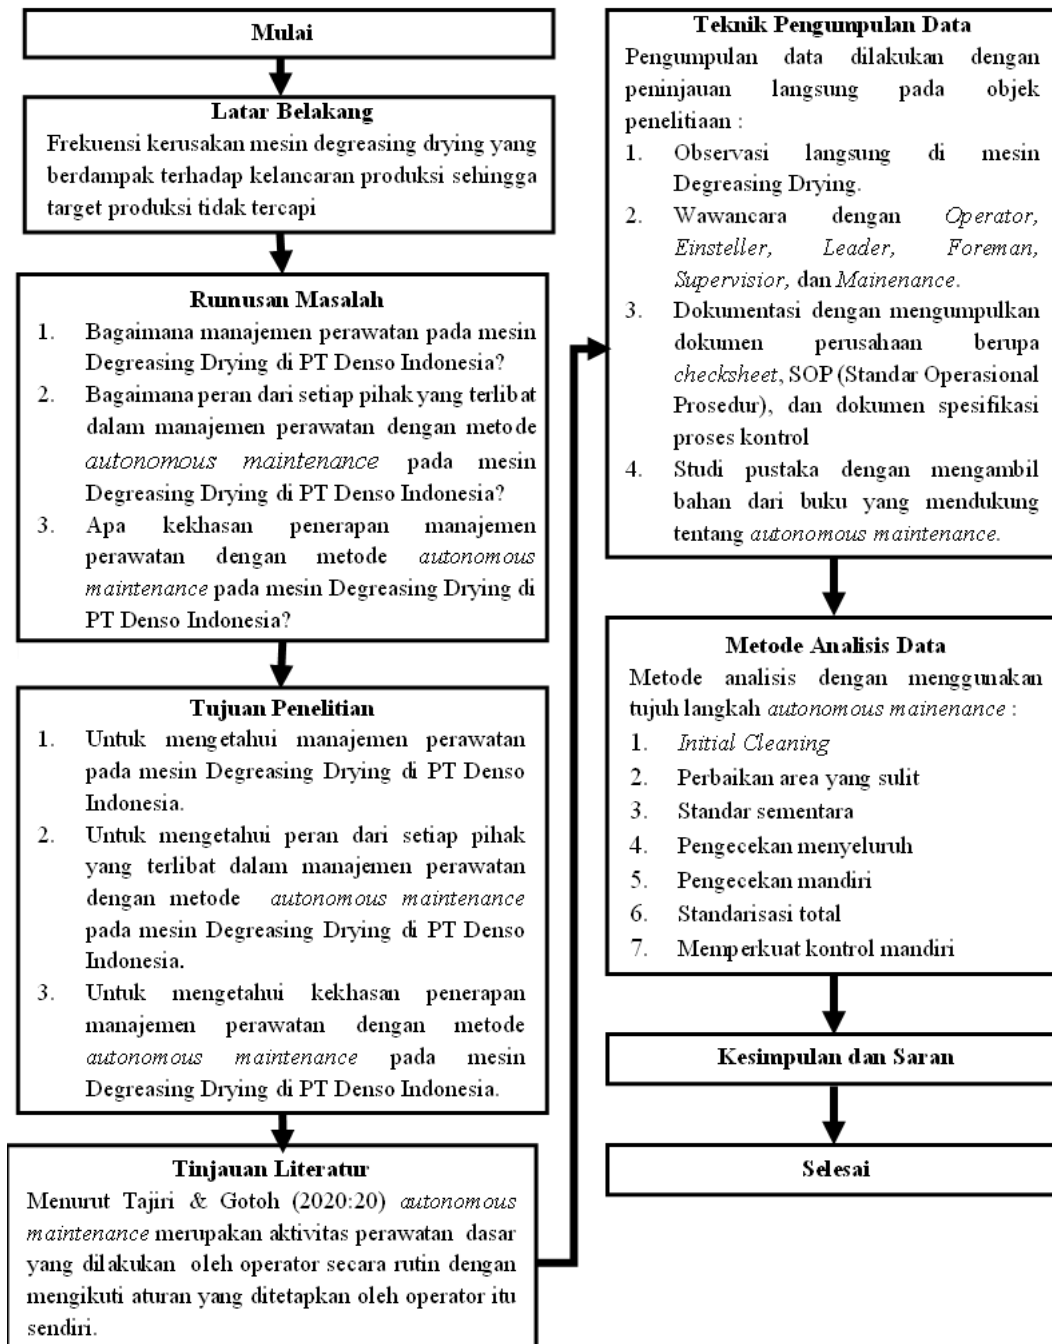 Mulai
Latar Belakang
Frekuensi kerusakan mesin degreasing drying yang
berdampak terhadap kelancaran produksi sehingga
target produksi tidak tercapi
Rumusan Masalah
1. Bagaimana manajemen perawatan pada mesin
Degreasing Drying di PT Denso Indonesia?
2. Bagaimana peran dari setiap pihak yang terlibat
dalam manajemen perawatan dengan metode
autonomous maintenance pada mesin
Degreasing Drying di PT Denso Indonesia?
3. Apa kekhasan penerapan manajemen
perawatan dengan metode autonomous
maintenance pada mesin Degreasing Drying di
PT Denso Indonesia?
Tujuan Penelitian
1. Untuk mengetahui manajemen perawatan
pada mesin Degreasing Drying di PT Denso
Indonesia.
2. Untuk mengetahui peran dari setiap pihak
yang terlibat dalam manajemen perawatan
dengan metode autonomous maintenance
pada mesin Degreasing Drying di PT Denso
Indonesia.
3. Untuk mengetahui kekhasan penerapan
manajemen perawatan dengan metode
autonomous maintenance pada mesin
Degreasing Drying di PT Denso Indonesia.
Tinjauan Literatur
Menurut Tajiri & Gotoh (2020:20) autonomous
maintenance merupakan aktivitas perawatan dasar
yang dilakukan oleh operator secara rutin dengan
mengikuti aturan yang ditetapkan oleh operator itu
sendiri.
Teknik Pengumpulan Data
Pengumpulan data dilakukan dengan
peninjauan langsung pada objek
penelitiaan :
1. Observasi langsung di mesin
Degreasing Drying.
2. Wawancara dengan Operator,
Einsteller, Leader, Foreman,
Supervisior, dan Mainenance.
3. Dokumentasi dengan mengumpulkan
dokumen perusahaan berupa
checksheet, SOP (Standar Operasional
Prosedur), dan dokumen spesifikasi
proses kontrol
4. Studi pustaka dengan mengambil
bahan dari buku yang mendukung
tentang autonomous maintenance.
Metode Analisis Data
Metode analisis dengan menggunakan
tujuh langkah autonomous mainenance :
1. Initial Cleaning
2. Perbaikan area yang sulit
3. Standar sementara
4. Pengecekan menyeluruh
5. Pengecekan mandiri
6. Standarisasi total
7. Memperkuat kontrol mandiri
Kesimpulan dan Saran
Selesai